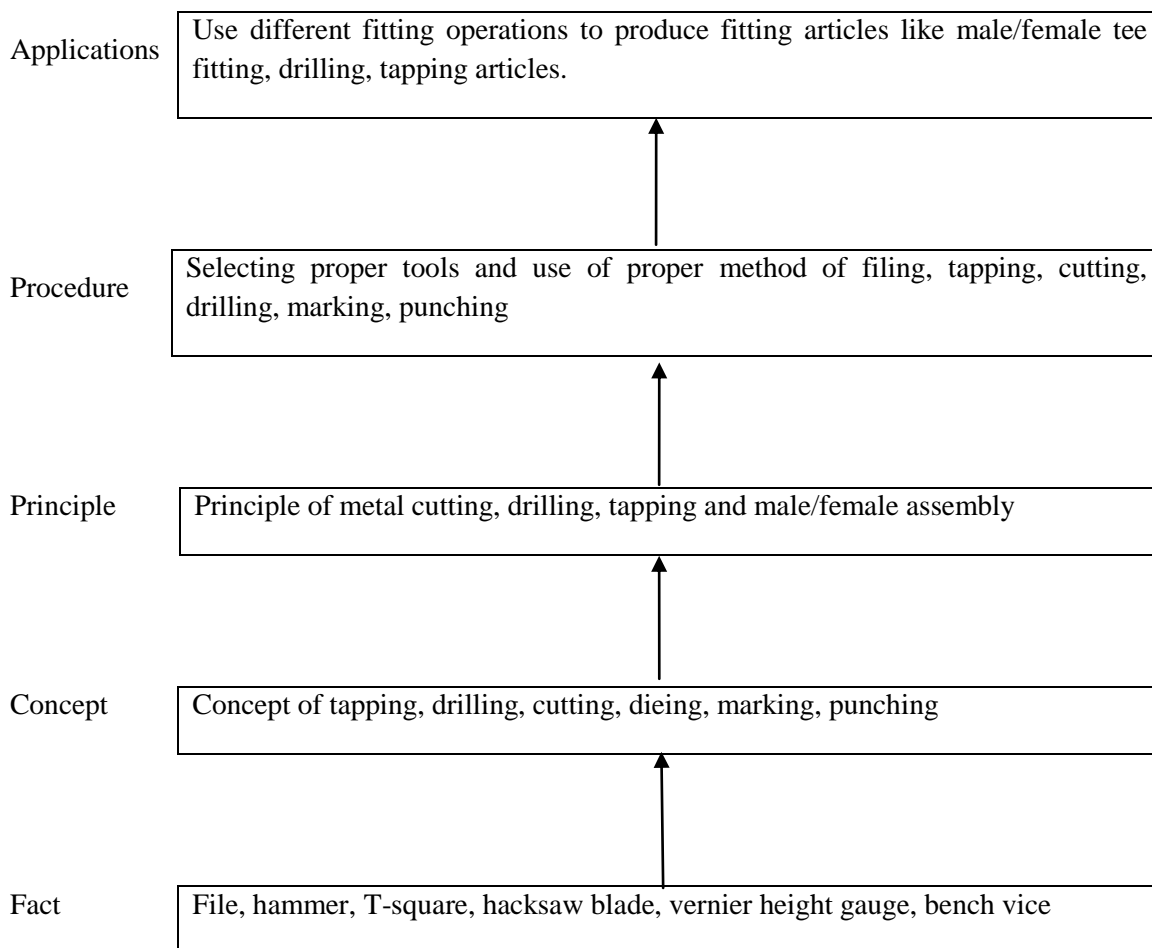 Applications
Use different fitting operations to produce fitting articles like male/female tee
fitting, drilling, tapping articles.
Procedure
Selecting proper tools and use of proper method of filing, tapping, cutting,
drilling, marking, punching
Principle
Principle of metal cutting, drilling, tapping and male/female assembly
Concept
Concept of tapping, drilling, cutting, dieing, marking, punching
Fact
File, hammer, T-square, hacksaw blade, vernier height gauge, bench vice